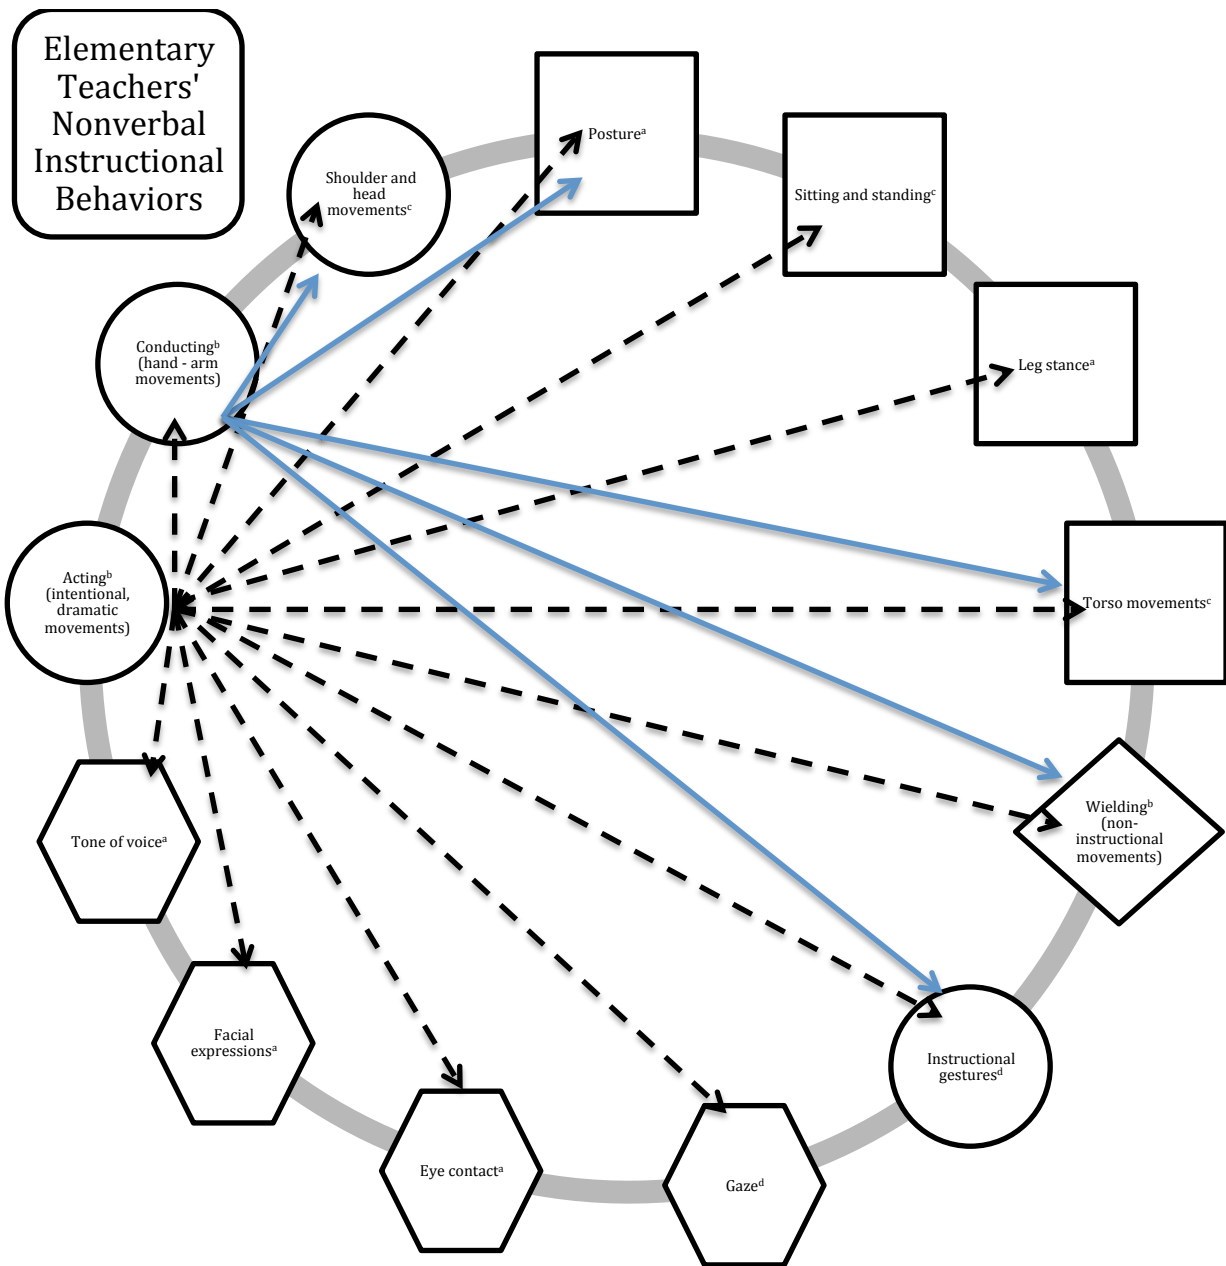 Elementary
Teachers'
Nonverbal
Instructional
Behaviors
Postureᵃ
Shoulder and
head
movementsᶜ
Sitting and standingᶜ
Conductingᵇ
(hand - arm
movements)
Leg stanceᵃ
Actingᵇ
(intentional,
dramatic
movements)
Torso movementsᶜ
Tone of voiceᵃ
Wieldingᵇ
(non-
instructional
movements)
Facial
expressionsᵃ
Instructional
gesturesᵈ
Eye contactᵃ
Gazeᵈ